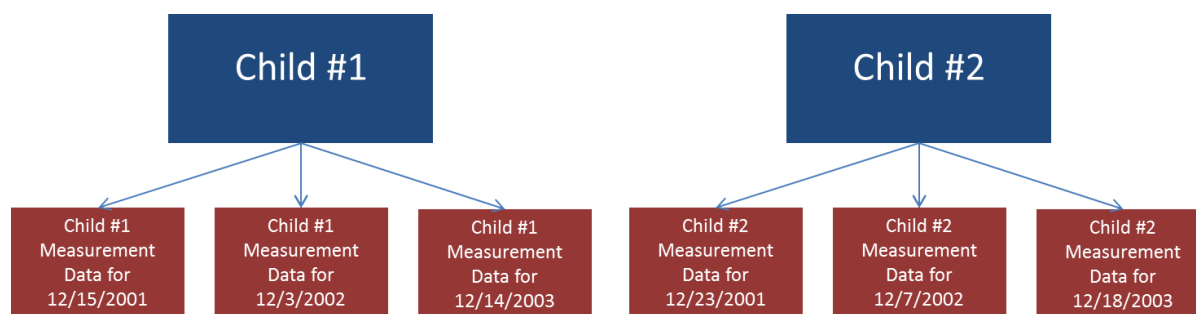 Child #1
Child #2
Child #1
Measurement
Data for
12/15/2001
Child #1
Measurement
Data for
12/3/2002
Child #1
Measurement
Data for
12/14/2003
Child #2
Measurement
Data for
12/23/2001
Child #2
Measurement
Data for
12/7/2002
Child #2
Measurement
Data for
12/18/2003